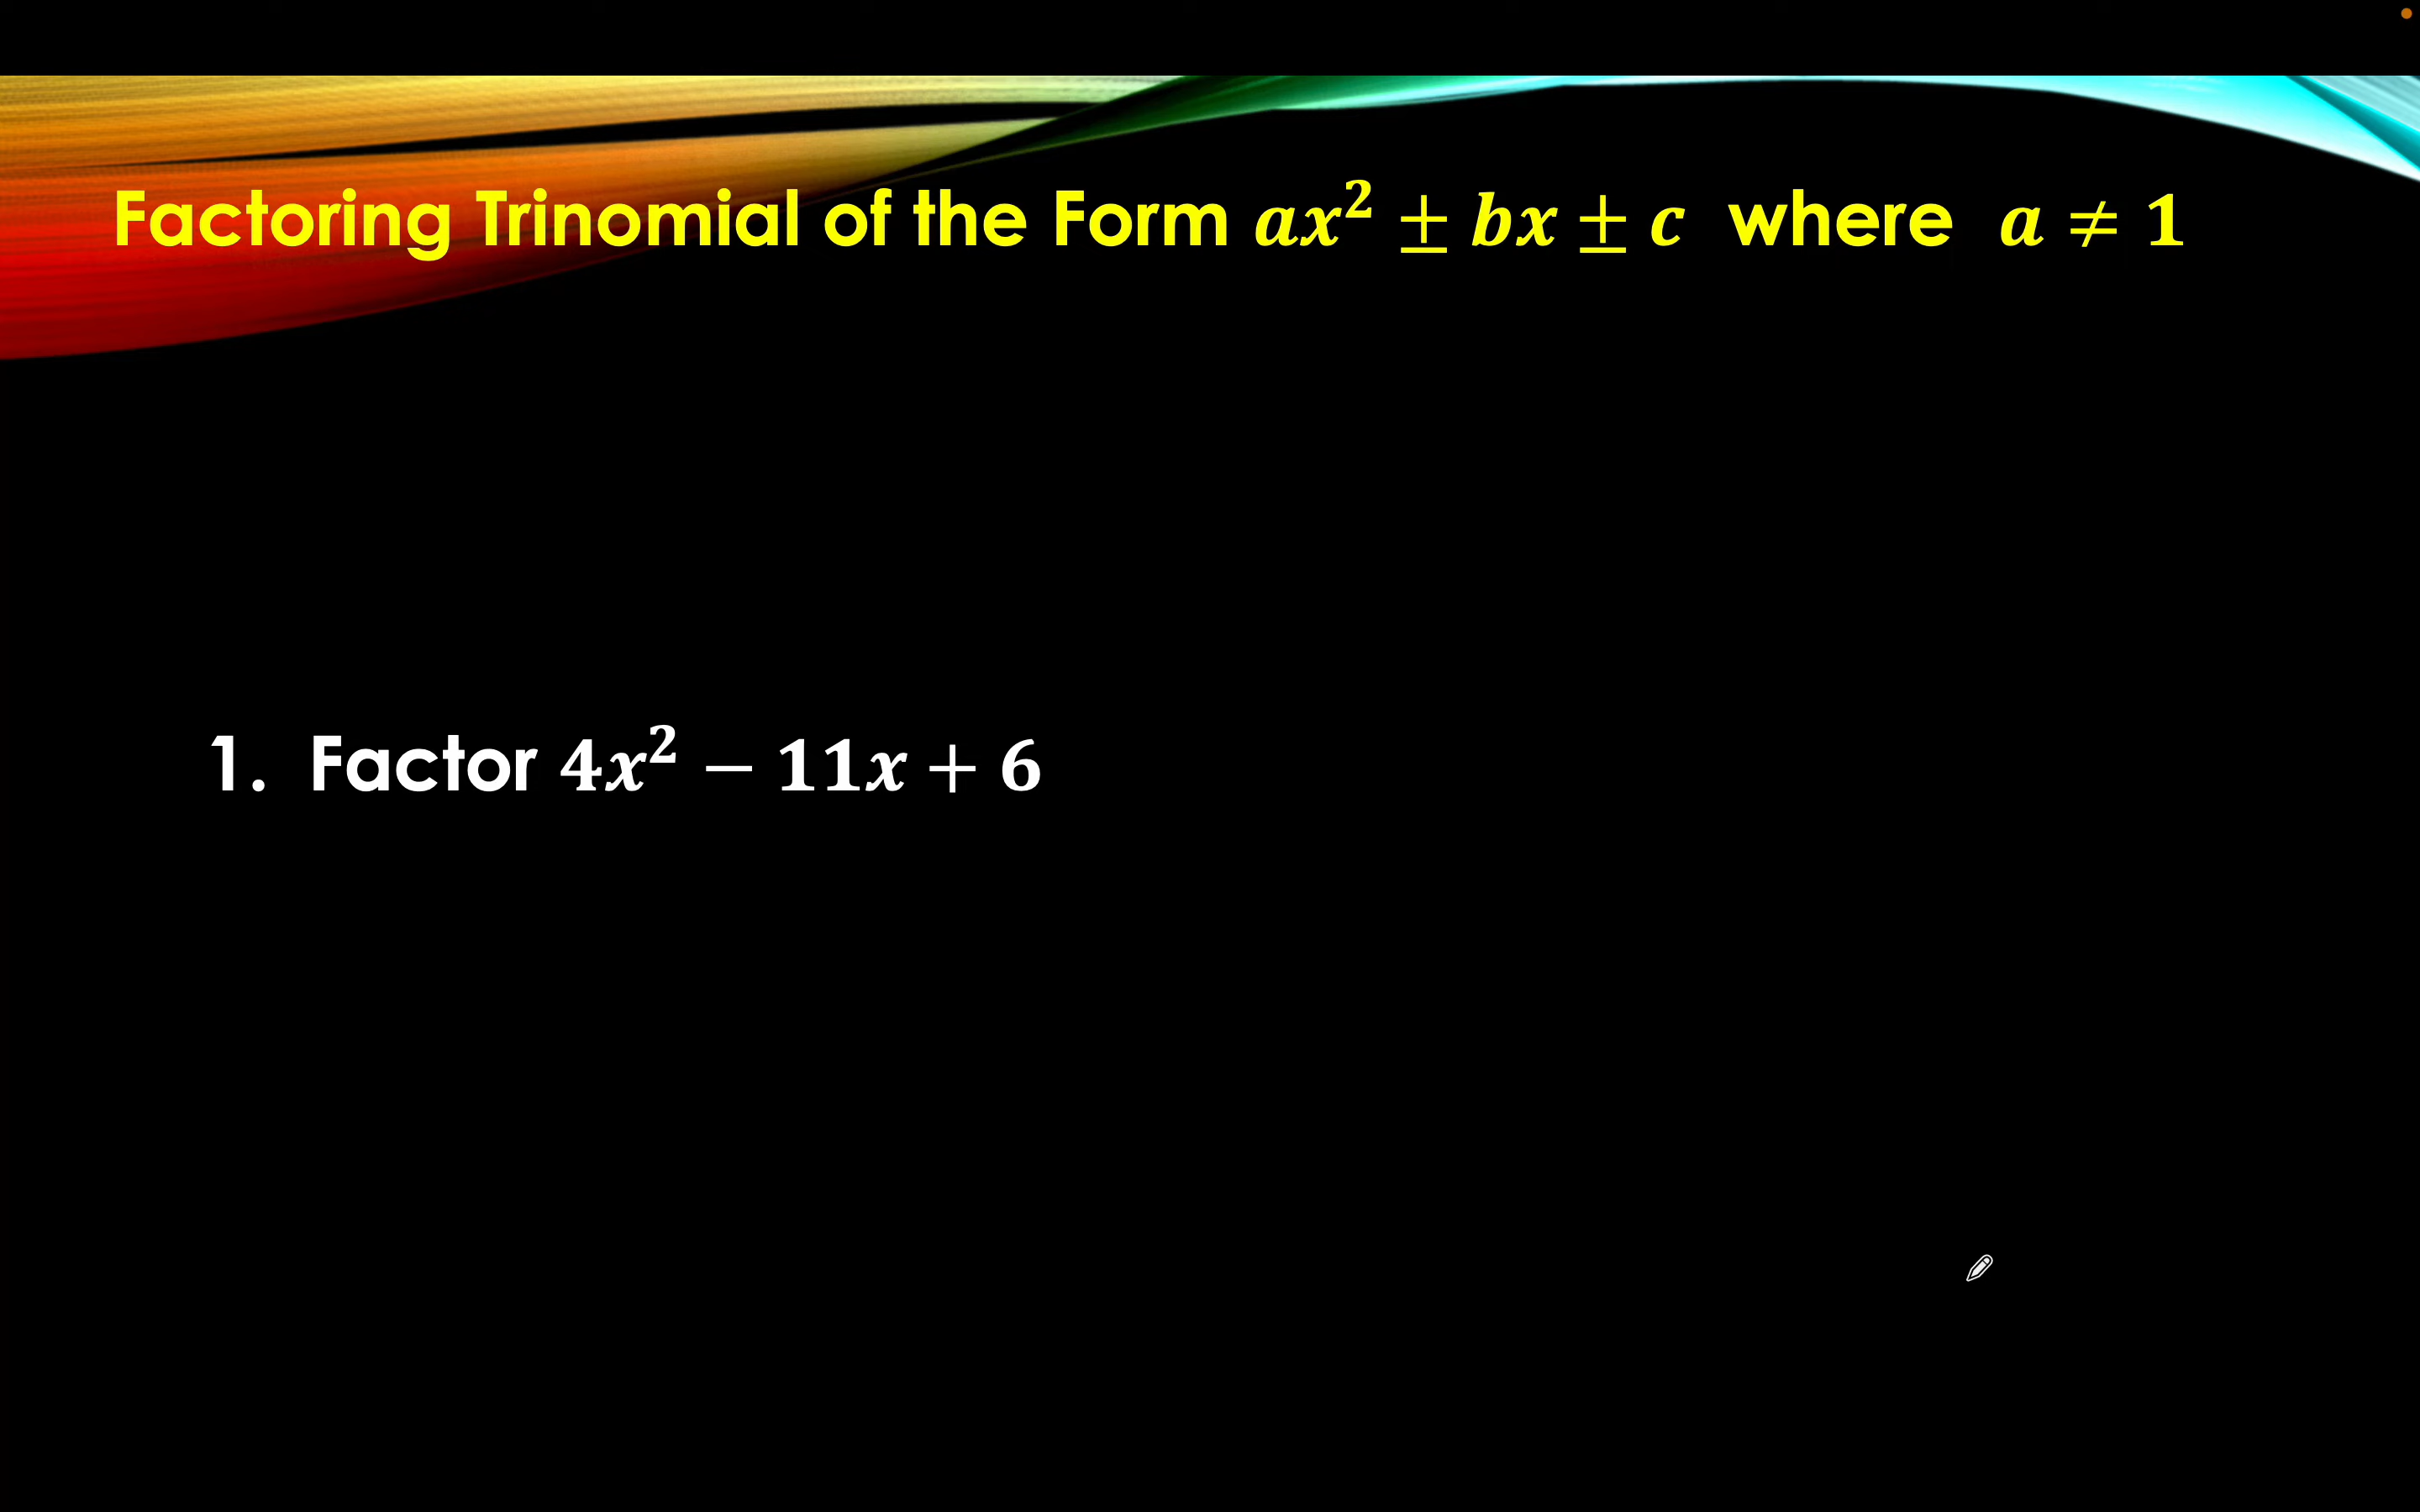 Factoring Trinomial of the Form 𝒂𝒙² ± 𝒃𝒙 ± 𝒄 where 𝒂 ≠ 𝟏
1. Factor 𝟒𝒙² − 𝟏𝟏𝒙 + 𝟔